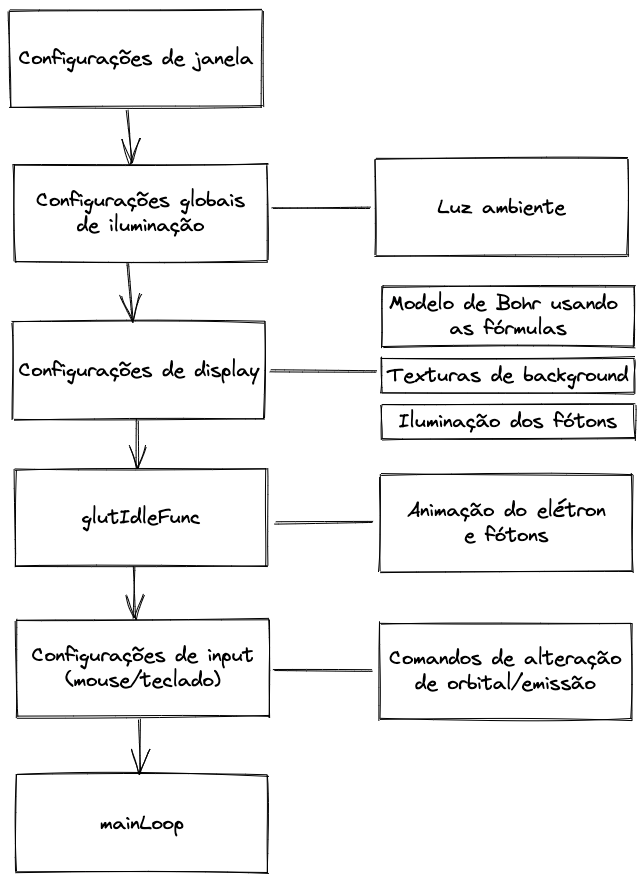 Configurações de janela
Configurações globais
de iluminação
Luz ambiente
Configurações de display
Modelo de Bohr usando
as fórmulas
Texturas de background
Iluminação dos fótons
glutIdleFunc
Animação do elétron
e fótons
Configurações de input
(mouse/teclado)
Comandos de alteração
de orbital/emissão
mainLoop